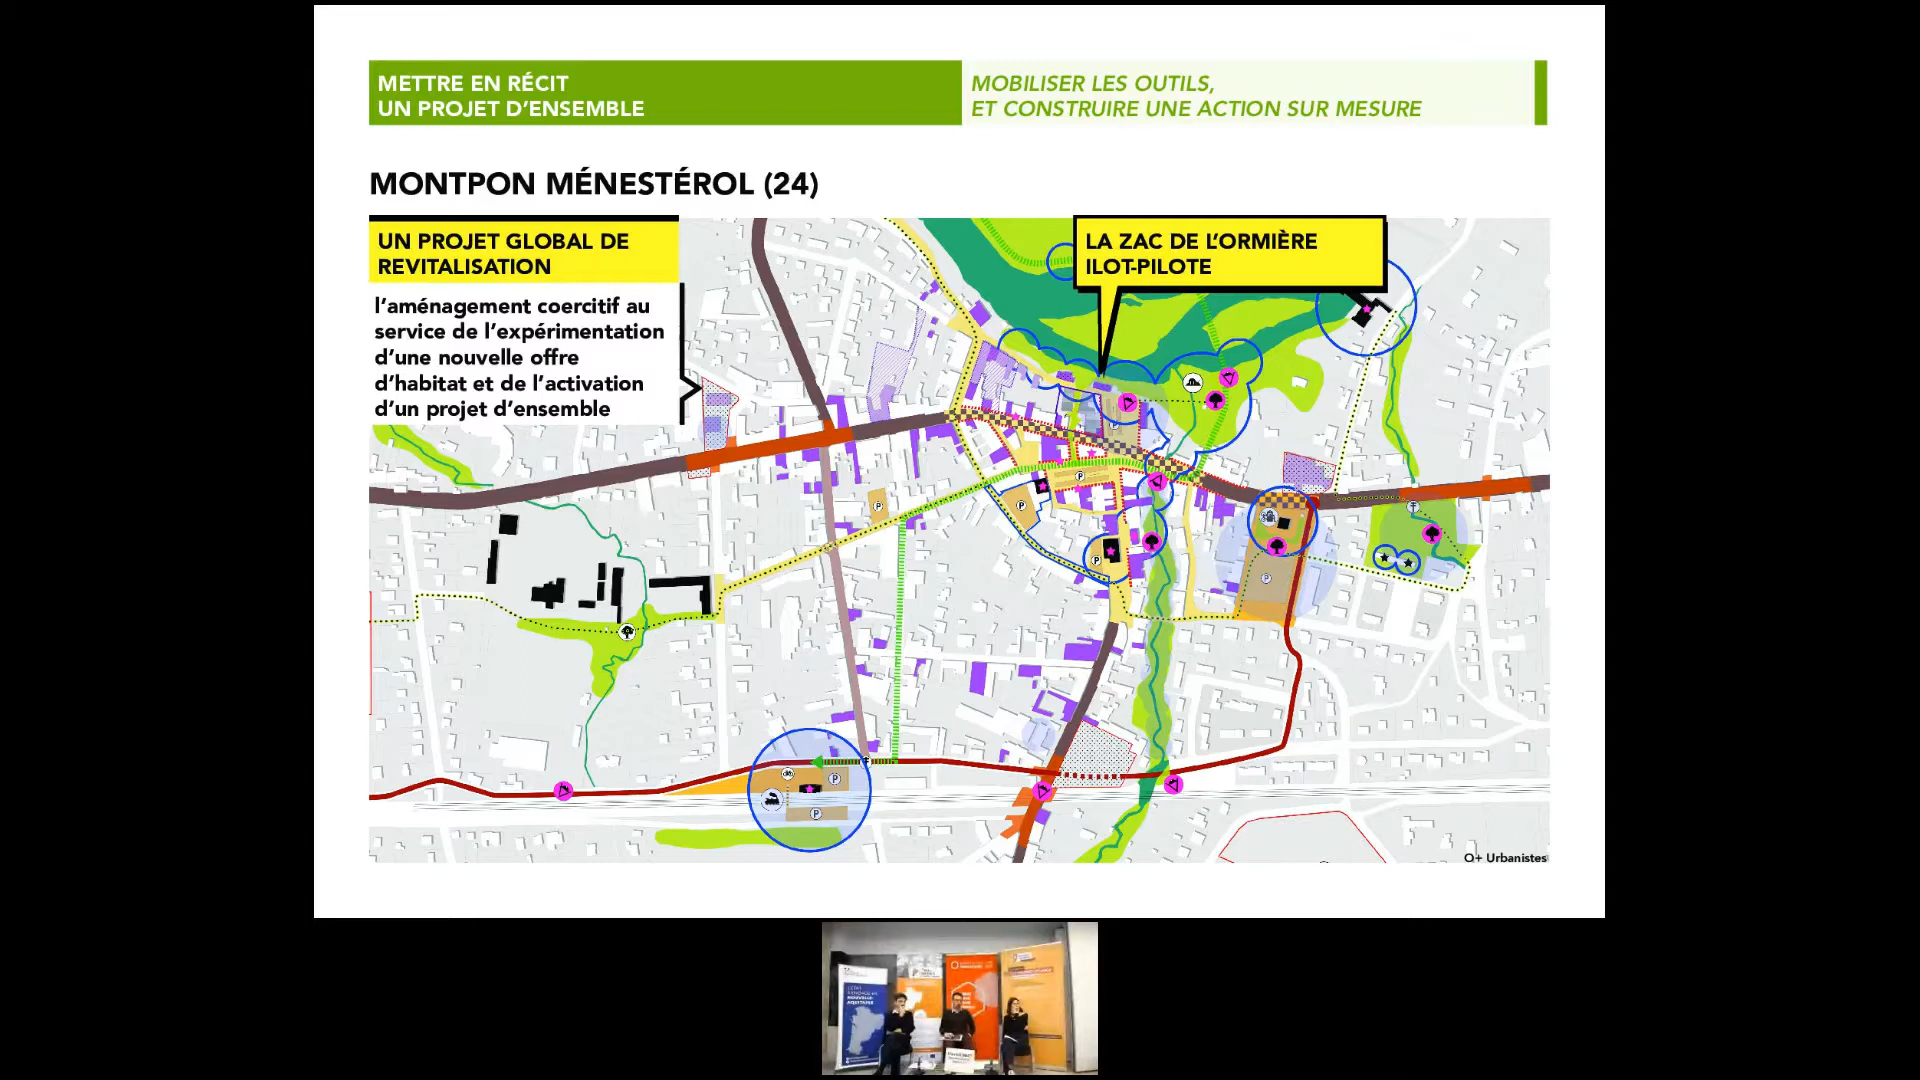 METTRE EN RÉCIT
UN PROJET D'ENSEMBLE
MOBILISER LES OUTILS,
ET CONSTRUIRE UNE ACTION SUR MESURE
MONTPON MÉNESTÉROL (24)
UN PROJET GLOBAL DE
REVITALISATION
l'aménagement coercitif au
service de l'expérimentation
d'une nouvelle offre
d'habitat et de l'activation
d'un projet d'ensemble
LA ZAC DE L'ORMIÈRE
ILOT-PILOTE
P
P
P
P
P
P
P
O+ Urbanistes
NOUVELLE-
AQUITAINE